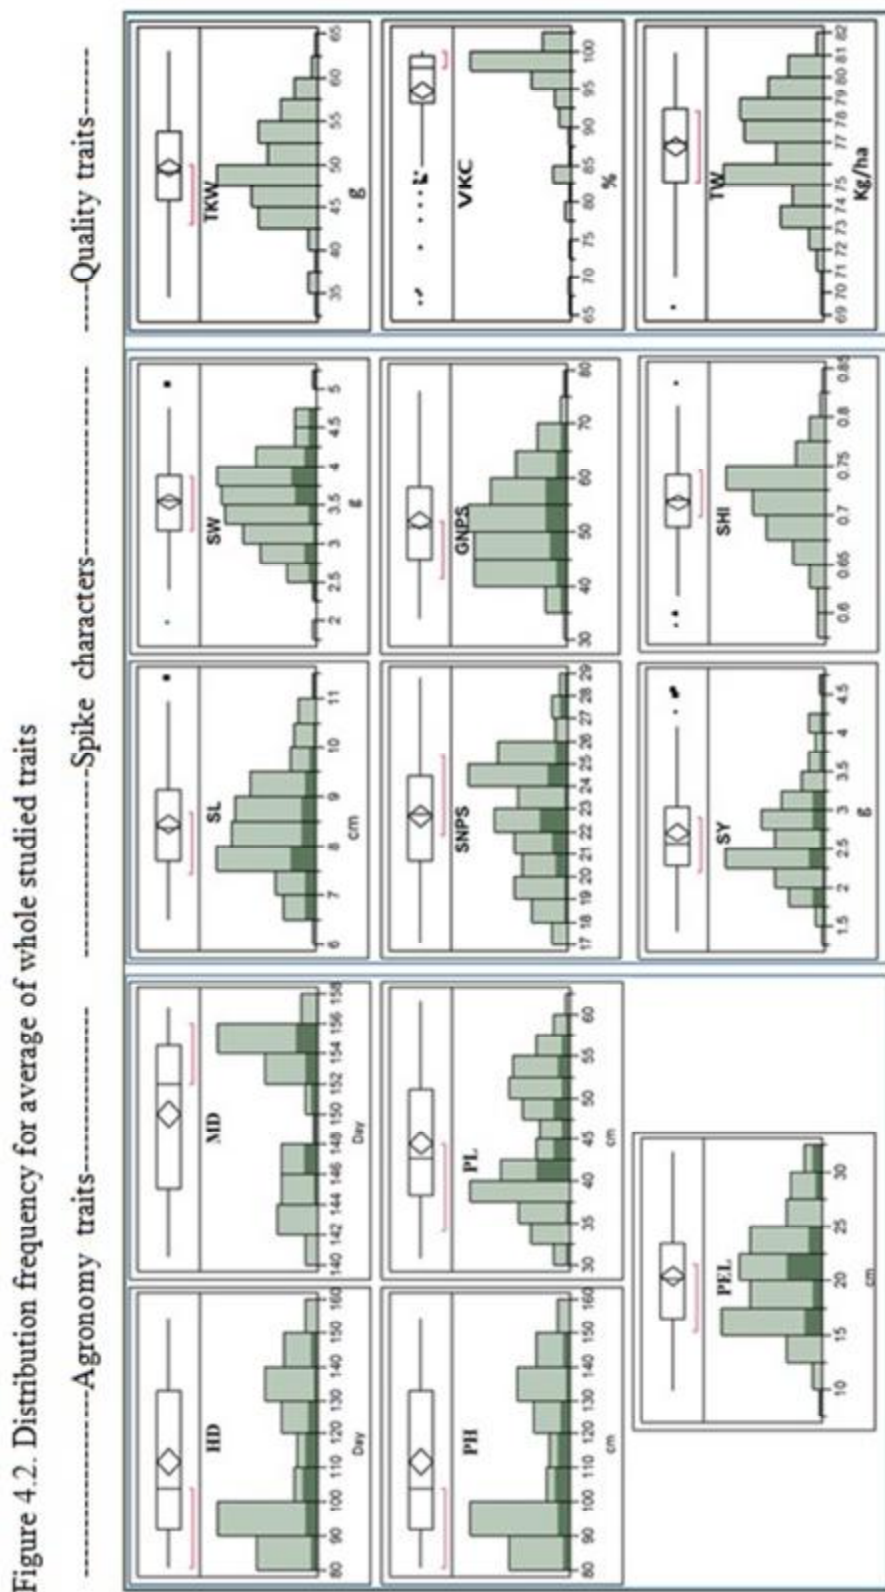 Figure 4.2. Distribution frequency for average of whole studied traits
----------------Agronomy traits---------------
----------------Spike characters---------------
-----Quality traits-------
HD
80 90 100 110 120 130 140 150 160
Day
MD
140 142 144 146 148 150 152 154 156 158
Day
SL
6 7 8 9 10 11
cm
SW
2 2.5 3 3.5 4 4.5 5
g
TKW
35 40 45 50 55 60 65
g
PH
80 90 100 110 120 130 140 150 160
cm
PL
30 35 40 45 50 55 60
cm
SNPS
17 18 19 20 21 22 23 24 25 26 27 28 29
GNPS
30 40 50 60 70 80
VKC
65 70 75 80 85 90 95 100
%
PEL
10 15 20 25 30
cm
SY
1.5 2 2.5 3 3.5 4 4.5
g
SHI
0.6 0.65 0.7 0.75 0.8 0.85
TW
69 70 71 72 73 74 75 77 78 79 80 81 82
Kg/ha